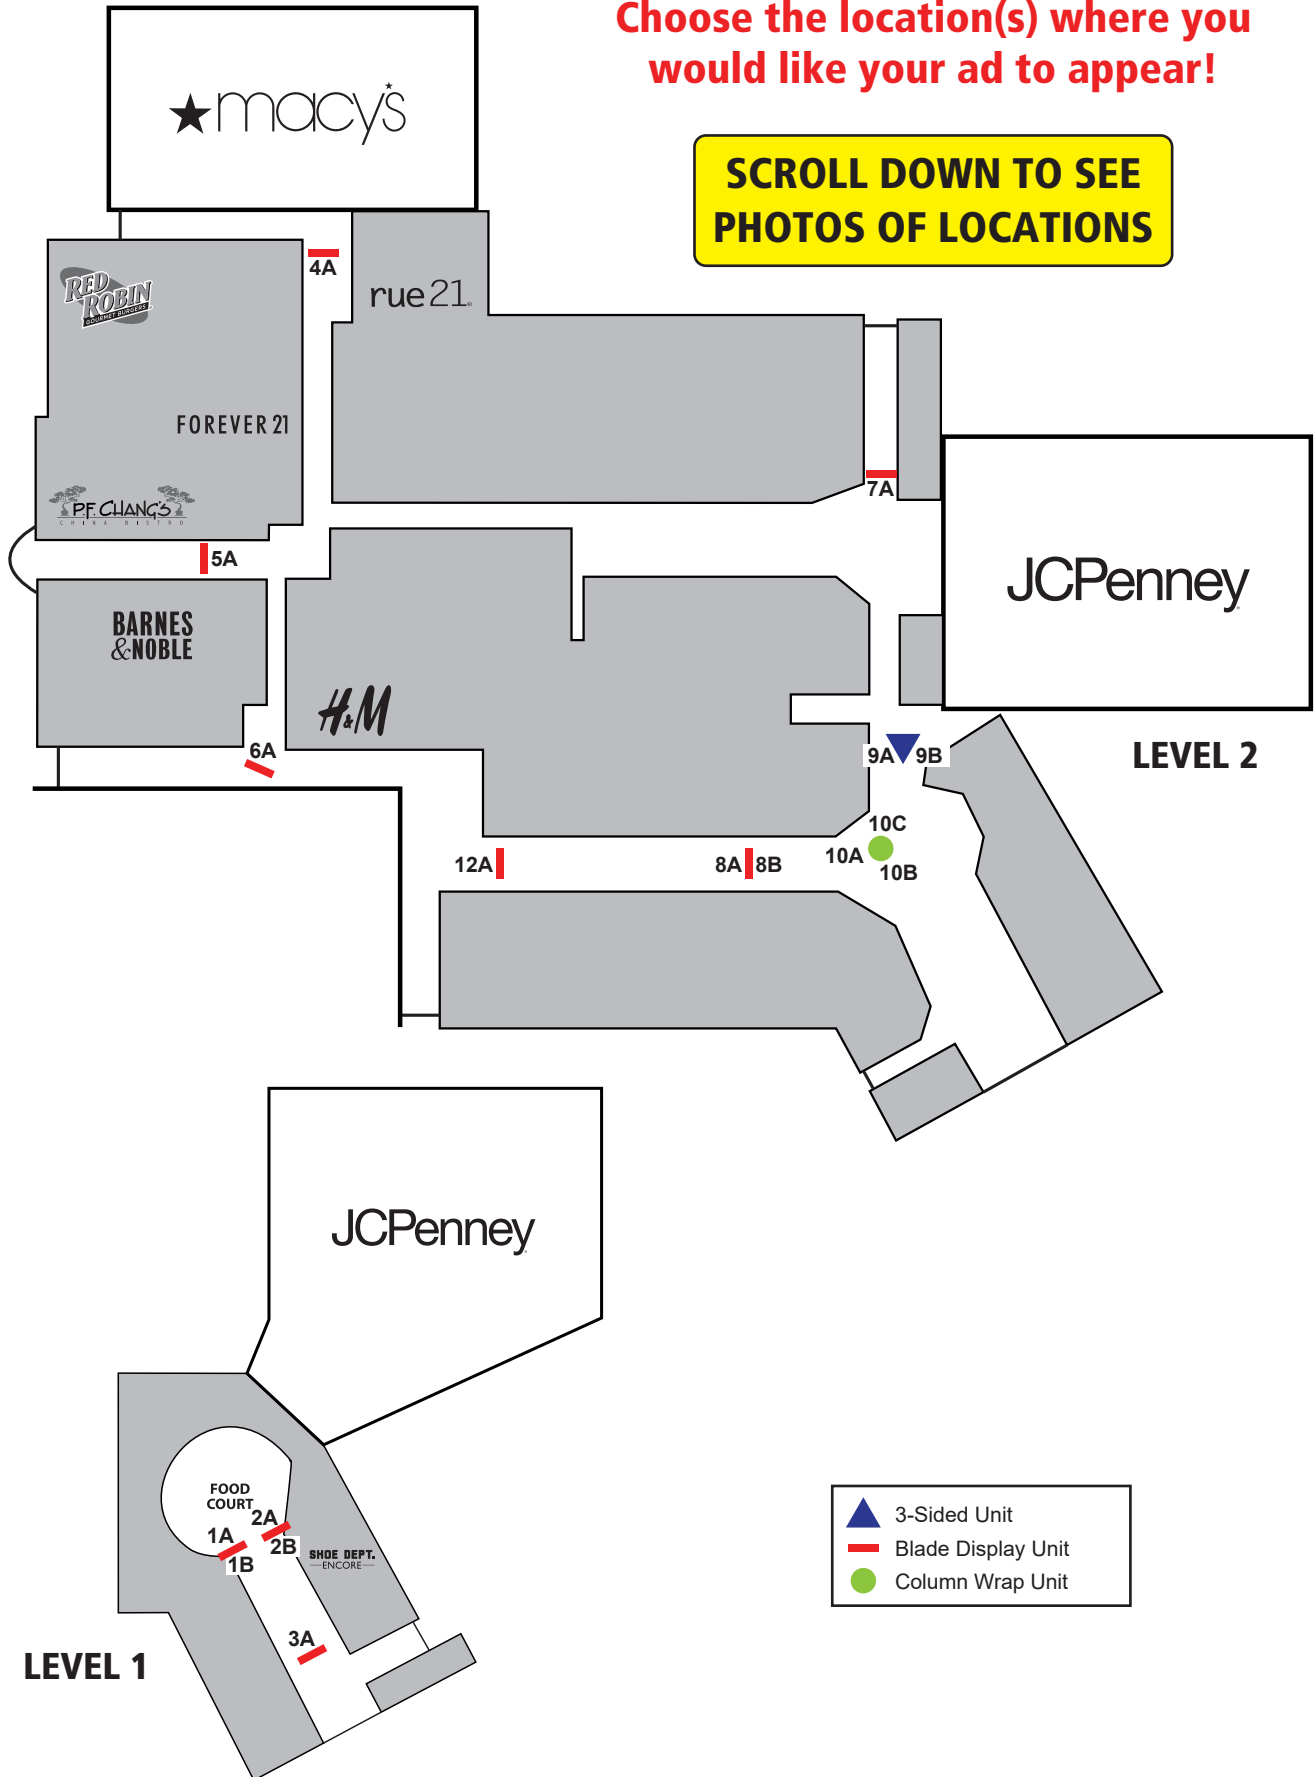 Choose the location(s) where you
would like your ad to appear!
SCROLL DOWN TO SEE
PHOTOS OF LOCATIONS
★macy's
4A
RED
ROBIN
GOURMET BURGERS
rue21
FOREVER 21
7A
P.F. CHANG'S
CHINA BISTRO
5A
JCPenney
BARNES
&NOBLE
H&M
6A
9A
9B
LEVEL 2
10C
10A
10B
12A
8A
8B
JCPenney
FOOD
COURT
2A
1A
2B
1B
SHOE DEPT.
ENCORE
3A
LEVEL 1
3-Sided Unit
Blade Display Unit
Column Wrap Unit